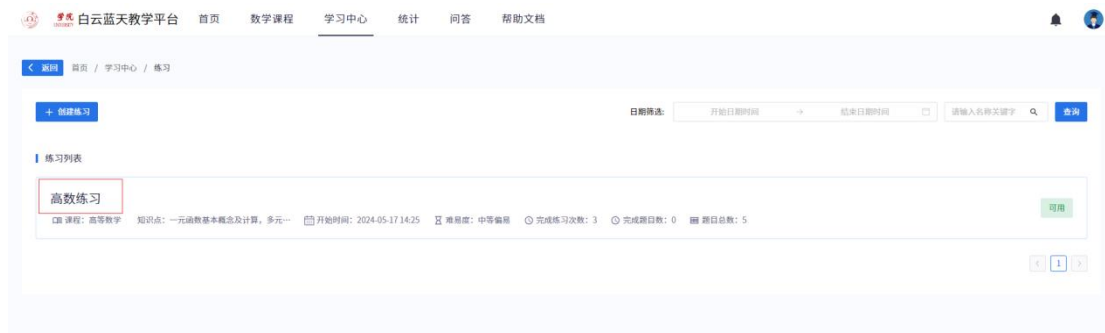 学院 白云蓝天教学平台 首页 数学课程 学习中心 统计 问答 帮助文档
返回 首页 / 学习中心 / 练习
+ 创建练习 日期筛选: 开始日期时间 → 结束日期时间 请输入名称关键字 查询
练习列表
高数练习
课程：高等数学 知识点：一元函数基本概念及计算，多元… 开始时间：2024-05-17 14:25 难易度：中等偏易 完成练习次数：3 完成题目数：0 题目总数：5 可用
< 1 >